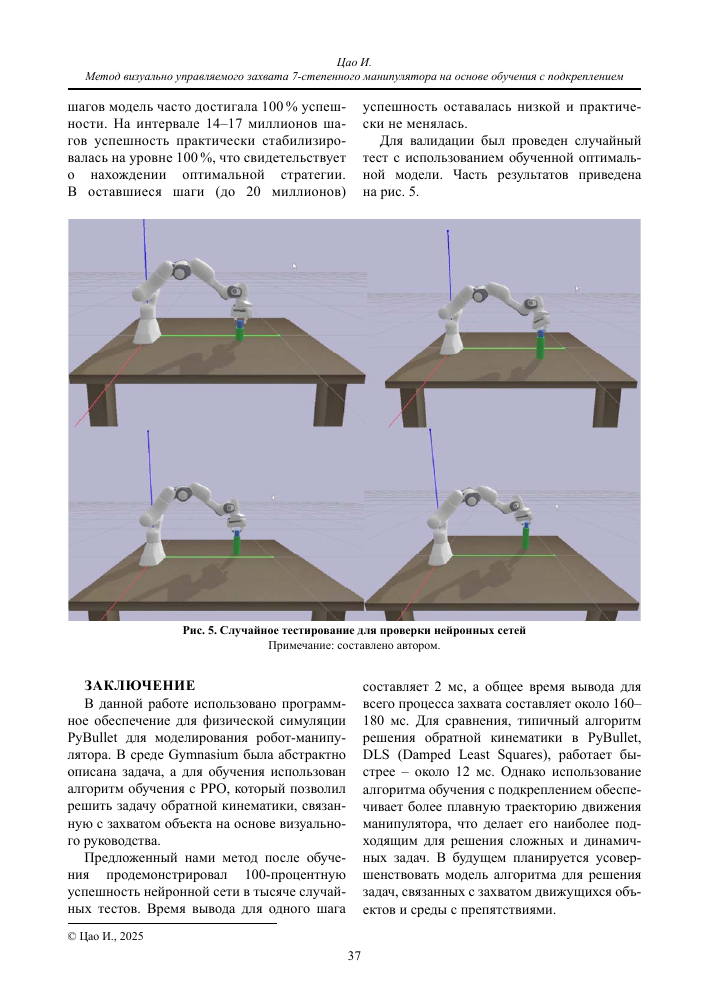 Цао И.
Метод визуально управляемого захвата 7-степенного манипулятора на основе обучения с подкреплением
шагов модель часто достигала 100 % успеш-
ности. На интервале 14–17 миллионов ша-
гов успешность практически стабилизиро-
валась на уровне 100 %, что свидетельствует
о нахождении оптимальной стратегии.
В оставшиеся шаги (до 20 миллионов)
успешность оставалась низкой и практиче-
ски не менялась.
Для валидации был проведен случайный
тест с использованием обученной оптималь-
ной модели. Часть результатов приведена
на рис. 5.
Рис. 5. Случайное тестирование для проверки нейронных сетей
Примечание: составлено автором.
ЗАКЛЮЧЕНИЕ
В данной работе использовано программ-
ное обеспечение для физической симуляции
PyBullet для моделирования робот-манипу-
лятора. В среде Gymnasium была абстрактно
описана задача, а для обучения использован
алгоритм обучения с PPO, который позволил
решить задачу обратной кинематики, связан-
ную с захватом объекта на основе визуально-
го руководства.
Предложенный нами метод после обуче-
ния продемонстрировал 100-процентную
успешность нейронной сети в тысяче случай-
ных тестов. Время вывода для одного шага
составляет 2 мс, а общее время вывода для
всего процесса захвата составляет около 160–
180 мс. Для сравнения, типичный алгоритм
решения обратной кинематики в PyBullet,
DLS (Damped Least Squares), работает бы-
стрее – около 12 мс. Однако использование
алгоритма обучения с подкреплением обеспе-
чивает более плавную траекторию движения
манипулятора, что делает его наиболее под-
ходящим для решения сложных и динамич-
ных задач. В будущем планируется усовер-
шенствовать модель алгоритма для решения
задач, связанных с захватом движущихся объ-
ектов и среды с препятствиями.
© Цао И., 2025
37